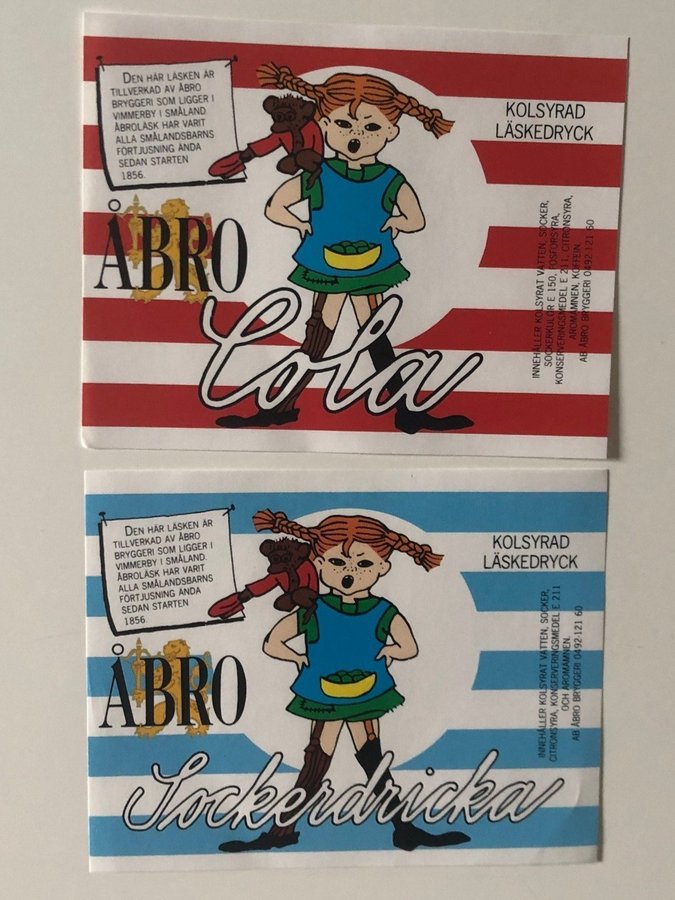 DEN HÄR LÄSKEN ÄR
TILLVERKAD AV ÅBRO
BRYGGERI SOM LIGGER I
VIMMERBY I SMÅLAND.
ÅBROLÄSK HAR VARIT
ALLA SMÅLANDSBARNS
FÖRTJUSNING ÄNDA
SEDAN STARTEN
1856.
KOLSYRAD
LÄSKEDRYCK
ÅBRO
Cola
INNEHÅLLER KOLSYRAT VATTEN, SOCKER,
SOCKERKULÖR E 150, FOSFORSYRA,
KONSERVERINGSMEDEL E 211, CITRONSYRA,
AROMÄMNEN, KOFFEIN.
AB ÅBRO BRYGGERI 0492-121 60
DEN HÄR LÄSKEN ÄR
TILLVERKAD AV ÅBRO
BRYGGERI SOM LIGGER I
VIMMERBY I SMÅLAND.
ÅBROLÄSK HAR VARIT
ALLA SMÅLANDSBARNS
FÖRTJUSNING ÄNDA
SEDAN STARTEN
1856.
KOLSYRAD
LÄSKEDRYCK
ÅBRO
Sockerdricka
INNEHÅLLER KOLSYRAT VATTEN, SOCKER,
CITRONSYRA, KONSERVERINGSMEDEL E 211
OCH AROMÄMNEN.
AB ÅBRO BRYGGERI 0492-121 60